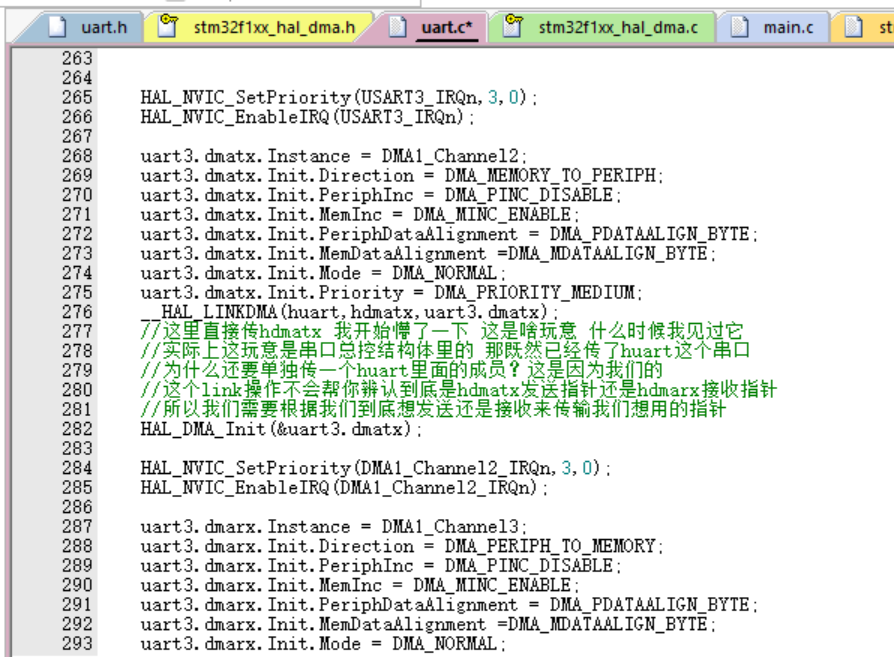 uart.h stm32f1xx_hal_dma.h uart.c* stm32f1xx_hal_dma.c main.c st
263
264
265 HAL_NVIC_SetPriority(USART3_IRQn,3,0);
266 HAL_NVIC_EnableIRQ(USART3_IRQn);
267
268 uart3.dmatx.Instance = DMA1_Channel2;
269 uart3.dmatx.Init.Direction = DMA_MEMORY_TO_PERIPH;
270 uart3.dmatx.Init.PeriphInc = DMA_PINC_DISABLE;
271 uart3.dmatx.Init.MemInc = DMA_MINC_ENABLE;
272 uart3.dmatx.Init.PeriphDataAlignment = DMA_PDATAALIGN_BYTE;
273 uart3.dmatx.Init.MemDataAlignment =DMA_MDATAALIGN_BYTE;
274 uart3.dmatx.Init.Mode = DMA_NORMAL;
275 uart3.dmatx.Init.Priority = DMA_PRIORITY_MEDIUM;
276 __HAL_LINKDMA(huart,hdmatx,uart3.dmatx);
277 //这里直接传hdmatx 我开始懵了一下 这是啥玩意 什么时候我见过它
278 //实际上这玩意是串口总控结构体里的 那既然已经传了huart这个串口
279 //为什么还要单独传一个huart里面的成员？这是因为我们的
280 //这个link操作不会帮你辨认到底是hdmatx发送指针还是hdmarx接收指针
281 //所以我们需要根据我们到底想发送还是接收来传输我们想用的指针
282 HAL_DMA_Init(&uart3.dmatx);
283
284 HAL_NVIC_SetPriority(DMA1_Channel2_IRQn,3,0);
285 HAL_NVIC_EnableIRQ(DMA1_Channel2_IRQn);
286
287 uart3.dmarx.Instance = DMA1_Channel3;
288 uart3.dmarx.Init.Direction = DMA_PERIPH_TO_MEMORY;
289 uart3.dmarx.Init.PeriphInc = DMA_PINC_DISABLE;
290 uart3.dmarx.Init.MemInc = DMA_MINC_ENABLE;
291 uart3.dmarx.Init.PeriphDataAlignment = DMA_PDATAALIGN_BYTE;
292 uart3.dmarx.Init.MemDataAlignment =DMA_MDATAALIGN_BYTE;
293 uart3.dmarx.Init.Mode = DMA_NORMAL;